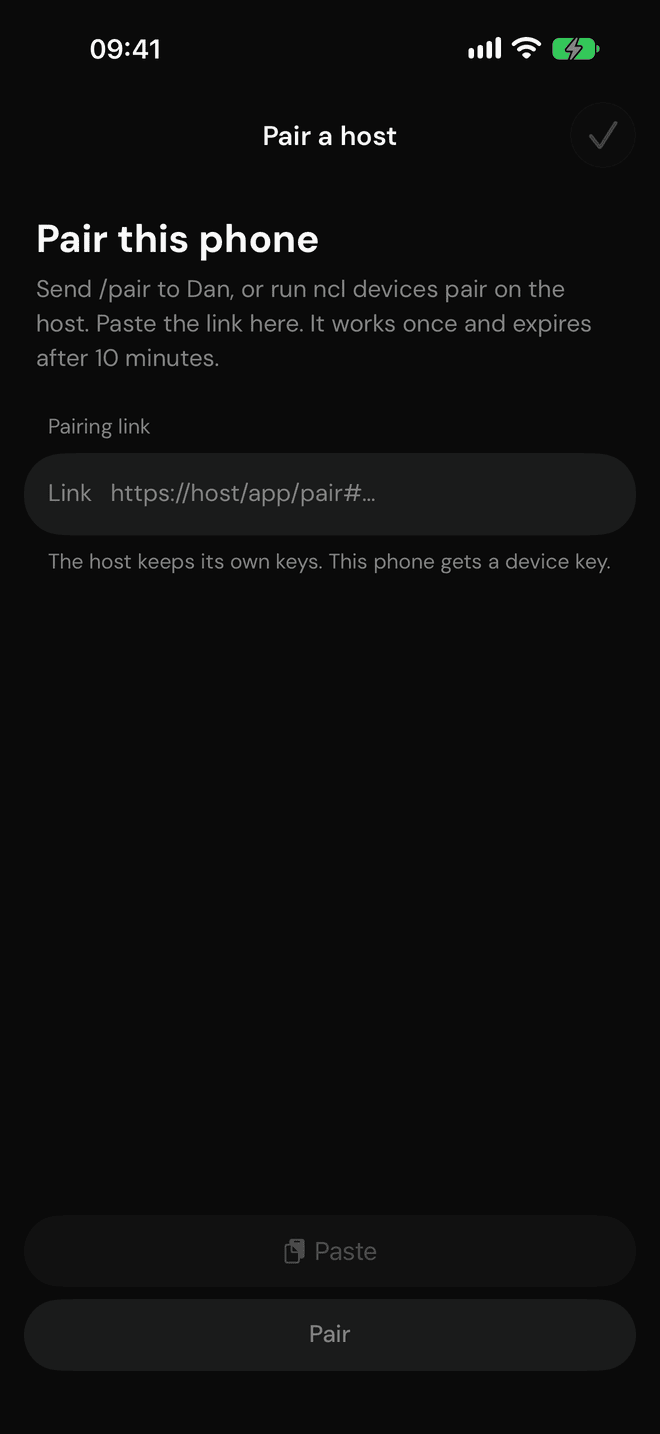 09:41
Pair a host
Pair this phone
Send /pair to Dan, or run ncl devices pair on the
host. Paste the link here. It works once and expires
after 10 minutes.
Pairing link
Link https://host/app/pair#...
The host keeps its own keys. This phone gets a device key.
Paste
Pair